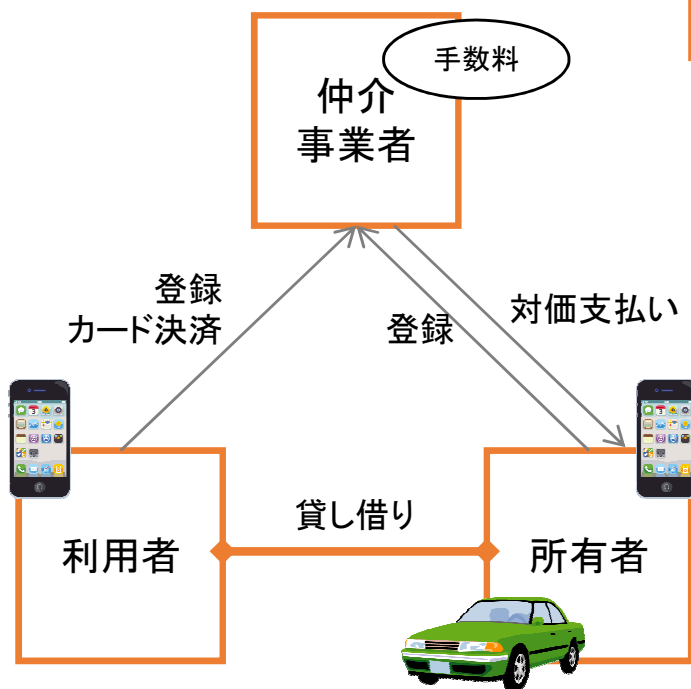 手数料
仲介
事業者
登録
カード決済
登録
対価支払い
貸し借り
利用者
所有者